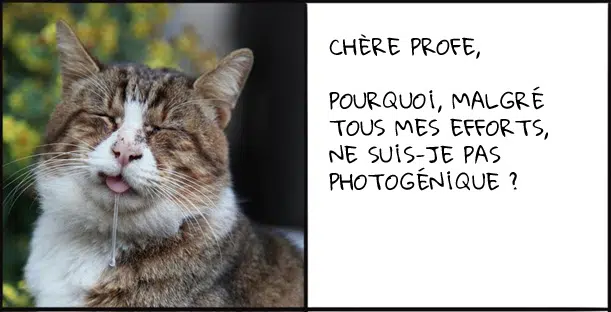 CHÈRE PROFE,
POURQUOI, MALGRÉ
TOUS MES EFFORTS,
NE SUIS-JE PAS
PHOTOGÉNIQUE ?